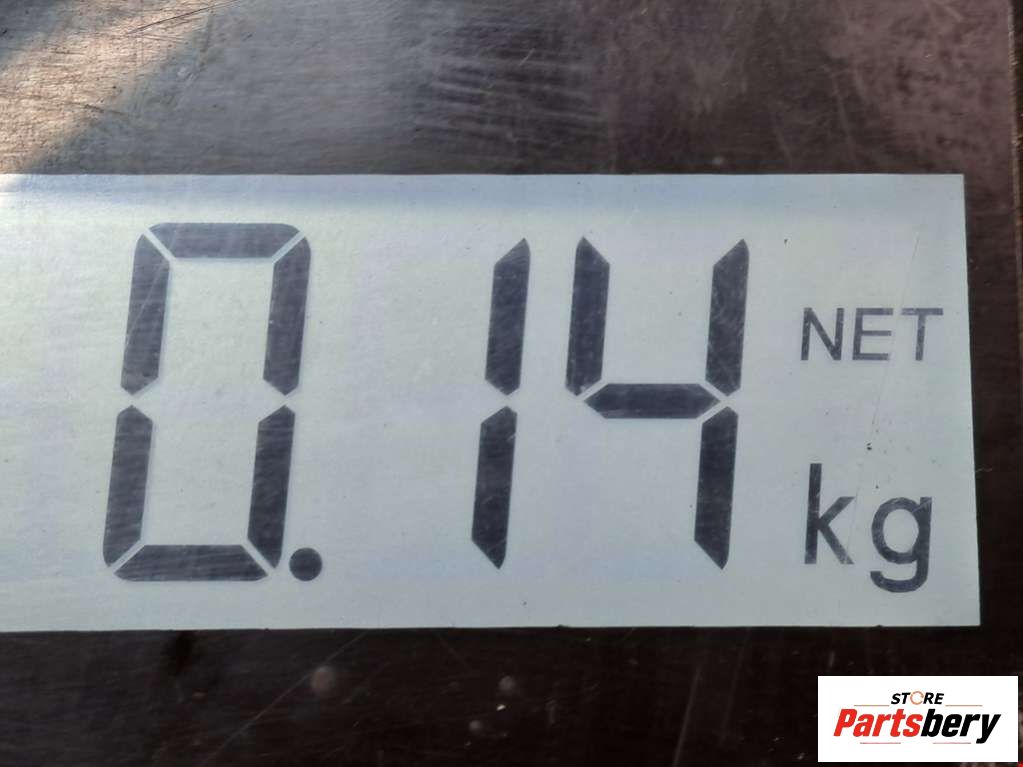 0.14 NET
kg
STORE
Partsbery